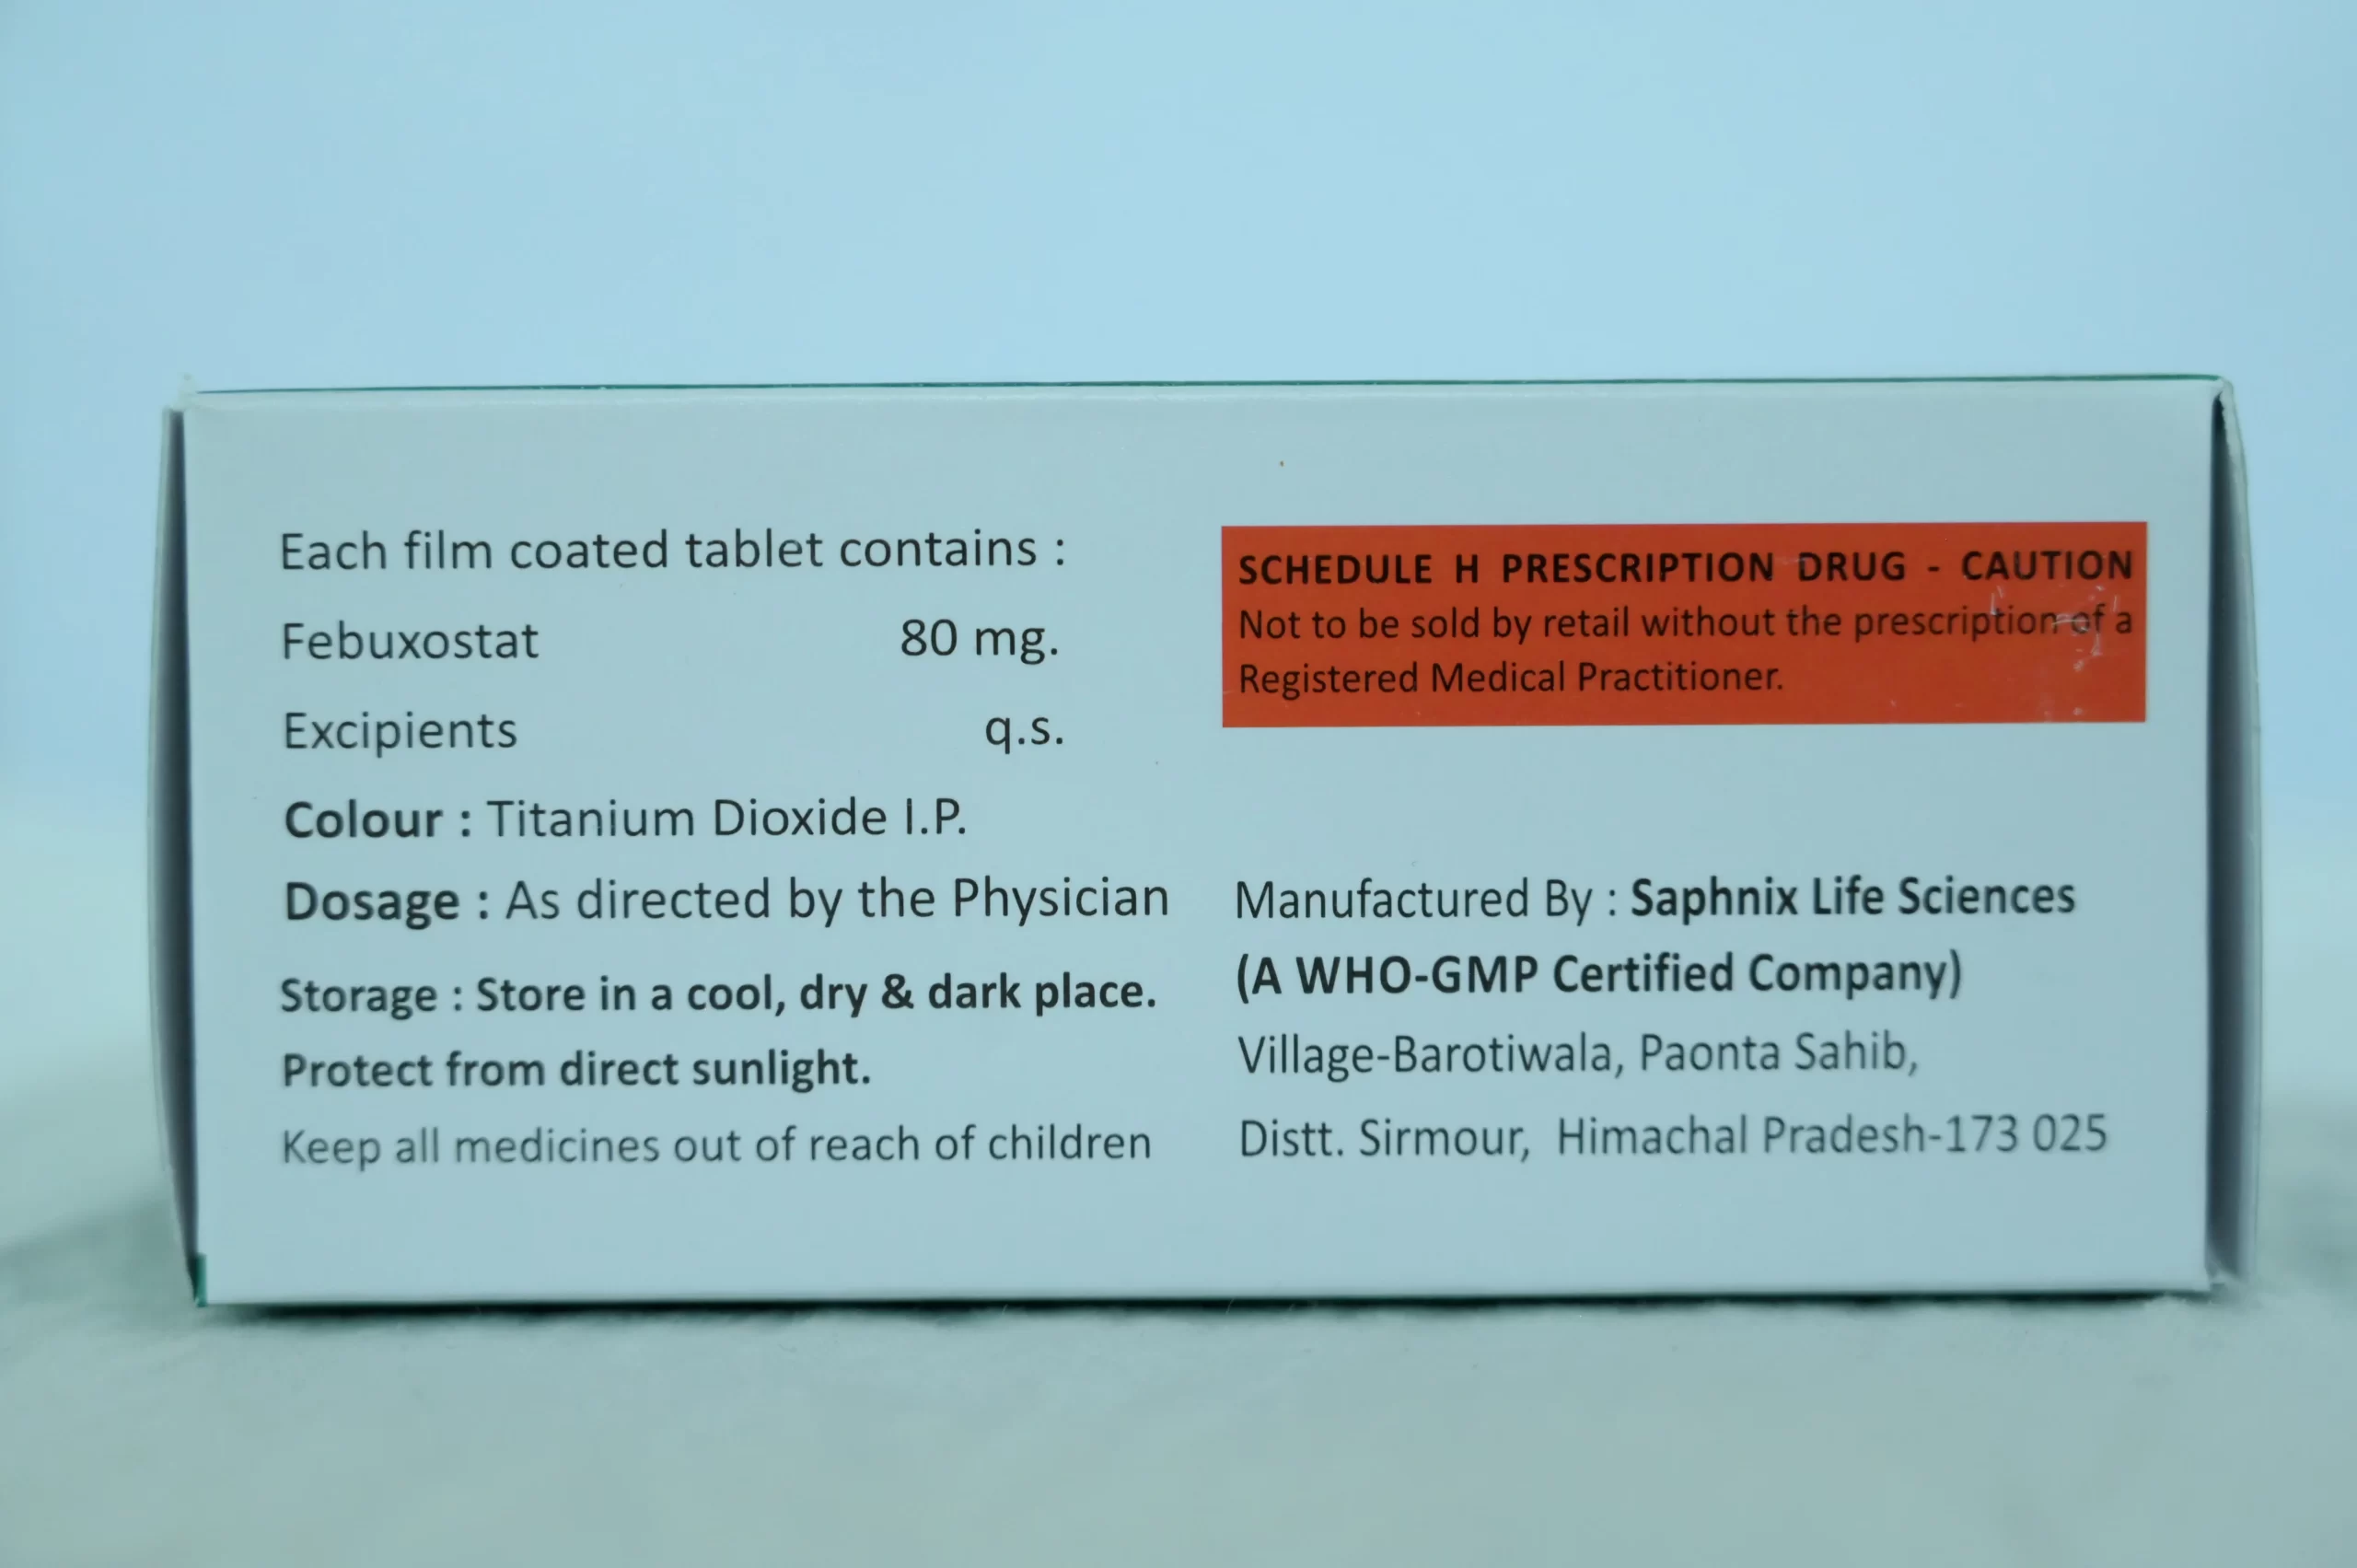 Each film coated tablet contains :
Febuxostat 80 mg.
Excipients q.s.
Colour : Titanium Dioxide I.P.
Dosage : As directed by the Physician
Storage : Store in a cool, dry & dark place.
Protect from direct sunlight.
Keep all medicines out of reach of children
SCHEDULE H PRESCRIPTION DRUG - CAUTION
Not to be sold by retail without the prescription of a
Registered Medical Practitioner.
Manufactured By : Saphnix Life Sciences
(A WHO-GMP Certified Company)
Village-Barotiwala, Paonta Sahib,
Distt. Sirmour, Himachal Pradesh-173 025